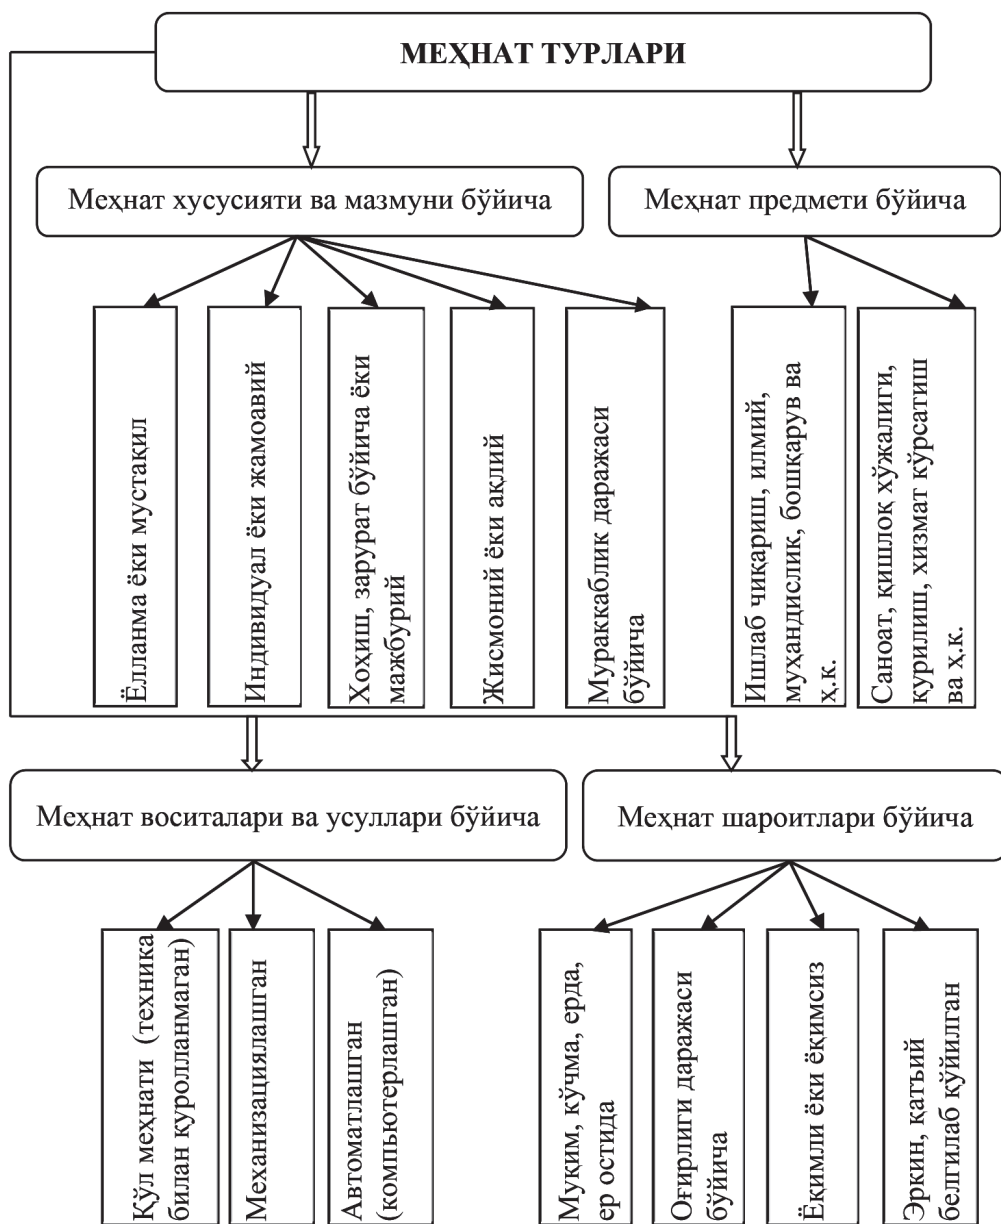 МЕҲНАТ ТУРЛАРИ
Меҳнат хусусияти ва мазмуни бўйича
Меҳнат предмети бўйича
Ёлланма ёки мустақил
Индивидуал ёки жамоавий
Хоҳиш, зарурат бўйича ёки
мажбурий
Жисмоний ёки ақлий
Мураккаблик даражаси
бўйича
Ишлаб чиқариш, илмий,
муҳандислик, бошқарув ва
ҳ.к.
Саноат, қишлоқ хўжалиги,
қурилиш, хизмат кўрсатиш
ва ҳ.к.
Меҳнат воситалари ва усуллари бўйича
Меҳнат шароитлари бўйича
Қўл меҳнати (техника
билан қуролланмаган)
Механизациялашган
Автоматлашган
(компьютерлашган)
Муқим, кўчма, ерда,
ер остида
Оғирлиги даражаси
бўйича
Ёқимли ёки ёқимсиз
Эркин, қатъий
белгилаб қўйилган